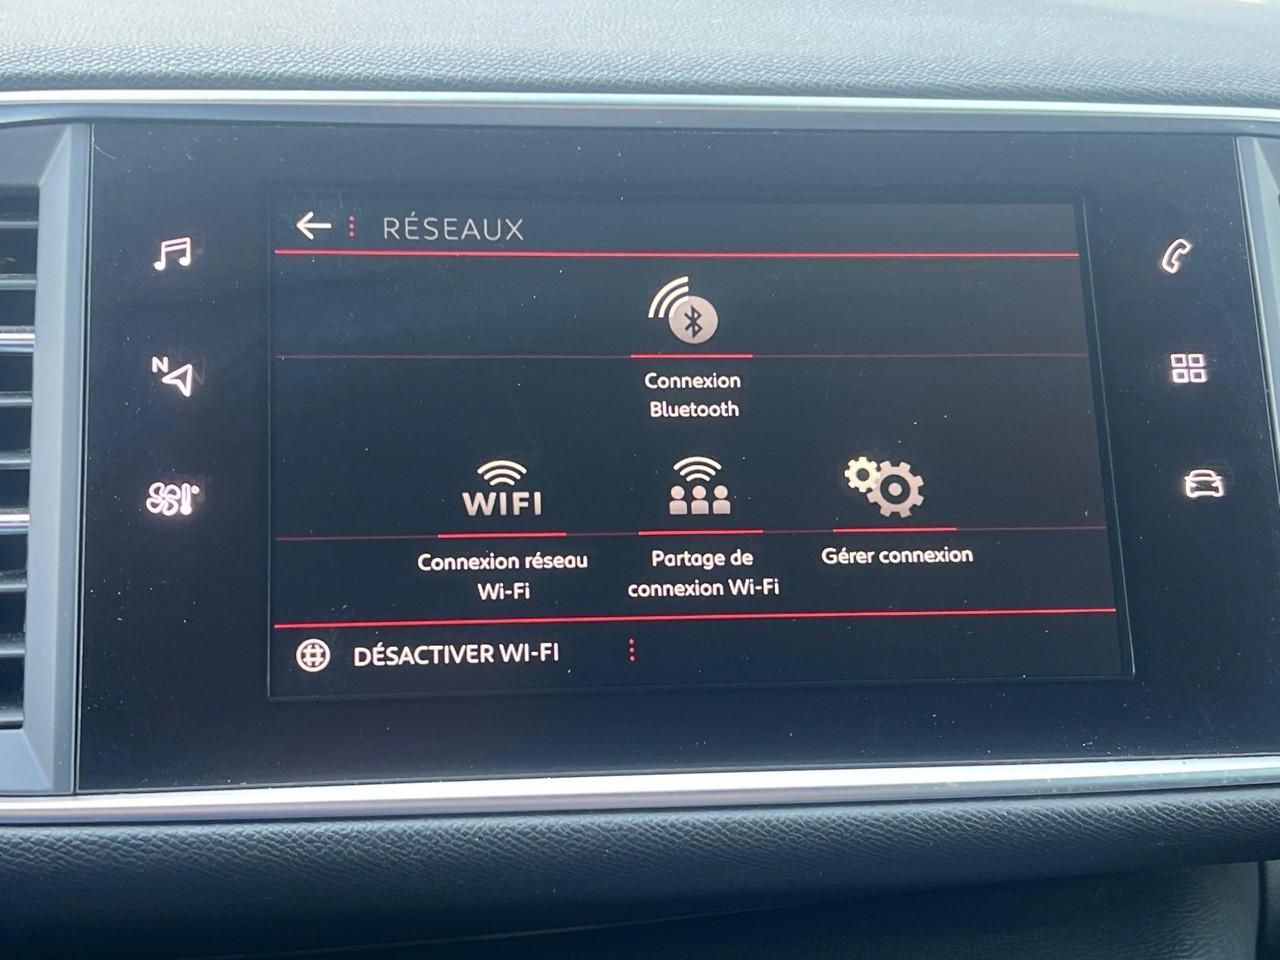 RÉSEAUX
Connexion
Bluetooth
N
WIFI
Connexion réseau
Wi-Fi
Partage de
connexion Wi-Fi
Gérer connexion
DÉSACTIVER WI-FI